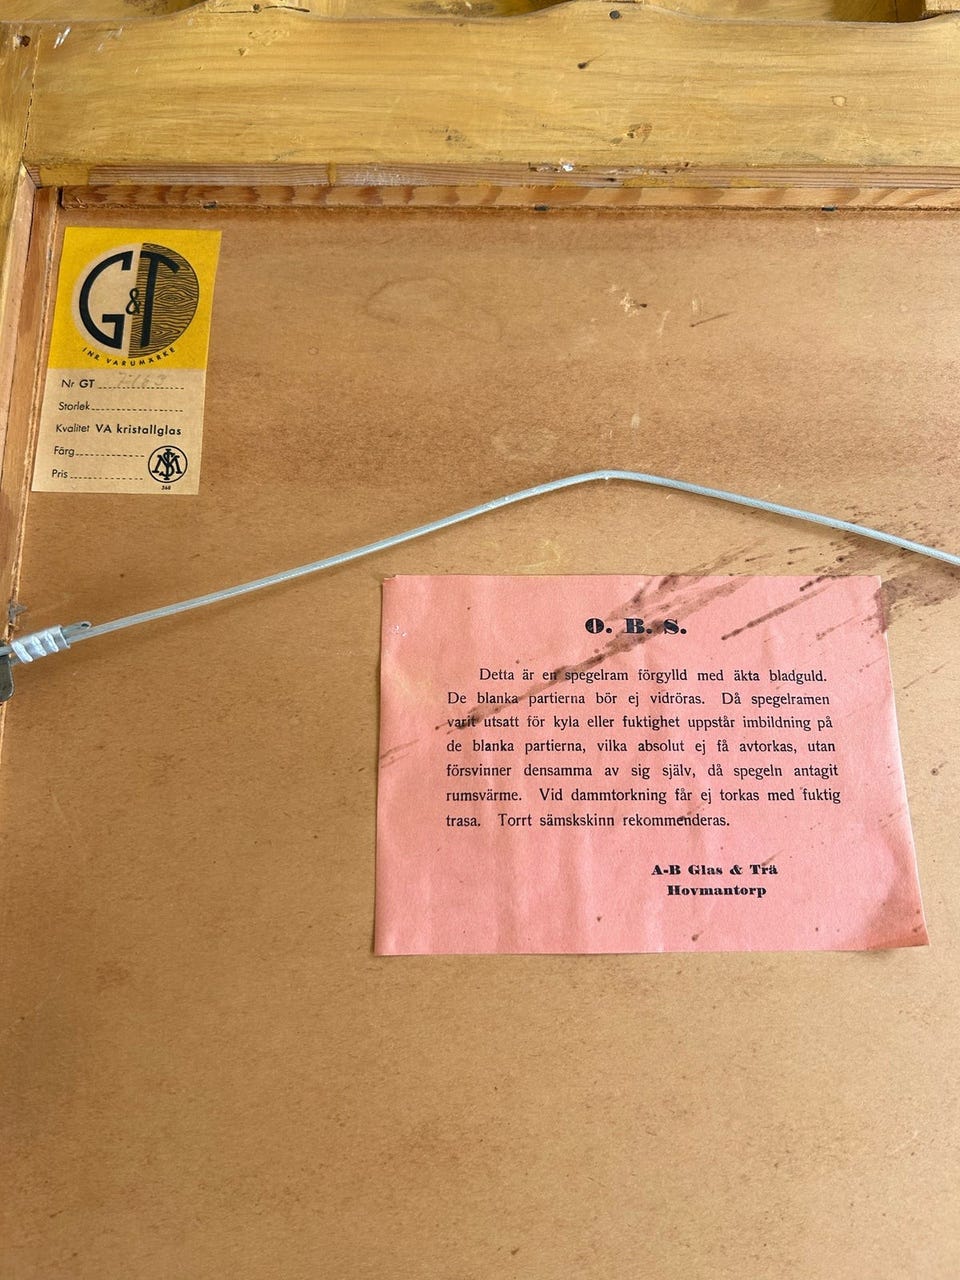 G&T
INR VARUMÄRKE
Nr GT
Storlek
Kvalitet VA kristallglas
Färg
Pris
368
O. B. S.
Detta är en spegelram förgylld med äkta bladguld.
De blanka partierna bör ej vidröras. Då spegelramen
varit utsatt för kyla eller fuktighet uppstår imbildning på
de blanka partierna, vilka absolut ej få avtorkas, utan
försvinner densamma av sig själv, då spegeln antagit
rumsvärme. Vid dammtorkning får ej torkas med fuktig
trasa. Torrt sämskskinn rekommenderas.
A-B Glas & Trä
Hovmantorp